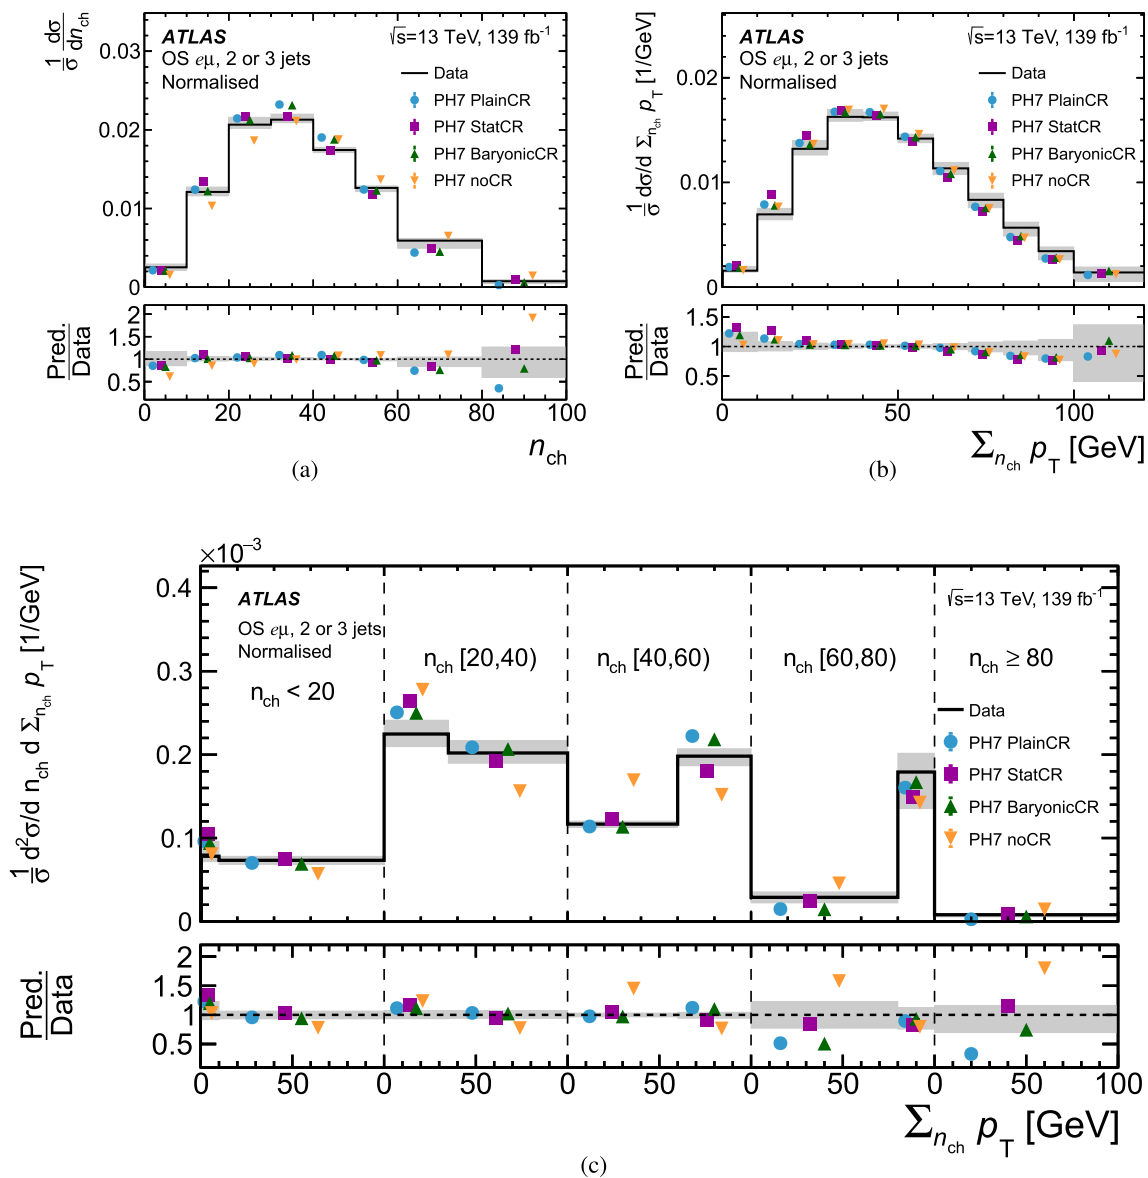 1/σ dσ/dn_ch
0.03
0.02
0.01
0
ATLAS
√s=13 TeV, 139 fb⁻¹
OS eμ, 2 or 3 jets
Normalised
Data
PH7 PlainCR
PH7 StatCR
PH7 BaryonicCR
PH7 noCR
Pred./Data
2
1.5
1
0.5
0 20 40 60 80 100
n_ch
(a)
1/σ dσ/d Σ_{n_ch} p_T [1/GeV]
0.02
0.01
0
ATLAS
√s=13 TeV, 139 fb⁻¹
OS eμ, 2 or 3 jets
Normalised
Data
PH7 PlainCR
PH7 StatCR
PH7 BaryonicCR
PH7 noCR
Pred./Data
1.5
1
0.5
0 50 100
Σ_{n_ch} p_T [GeV]
(b)
×10⁻³
1/σ d²σ/d n_ch d Σ_{n_ch} p_T [1/GeV]
0.4
0.3
0.2
0.1
0
ATLAS
√s=13 TeV, 139 fb⁻¹
OS eμ, 2 or 3 jets
Normalised
n_ch < 20
n_ch [20,40)
n_ch [40,60)
n_ch [60,80)
n_ch ≥ 80
Data
PH7 PlainCR
PH7 StatCR
PH7 BaryonicCR
PH7 noCR
Pred./Data
2
1.5
1
0.5
0 50 0 50 0 50 0 50 0 50 100
Σ_{n_ch} p_T [GeV]
(c)